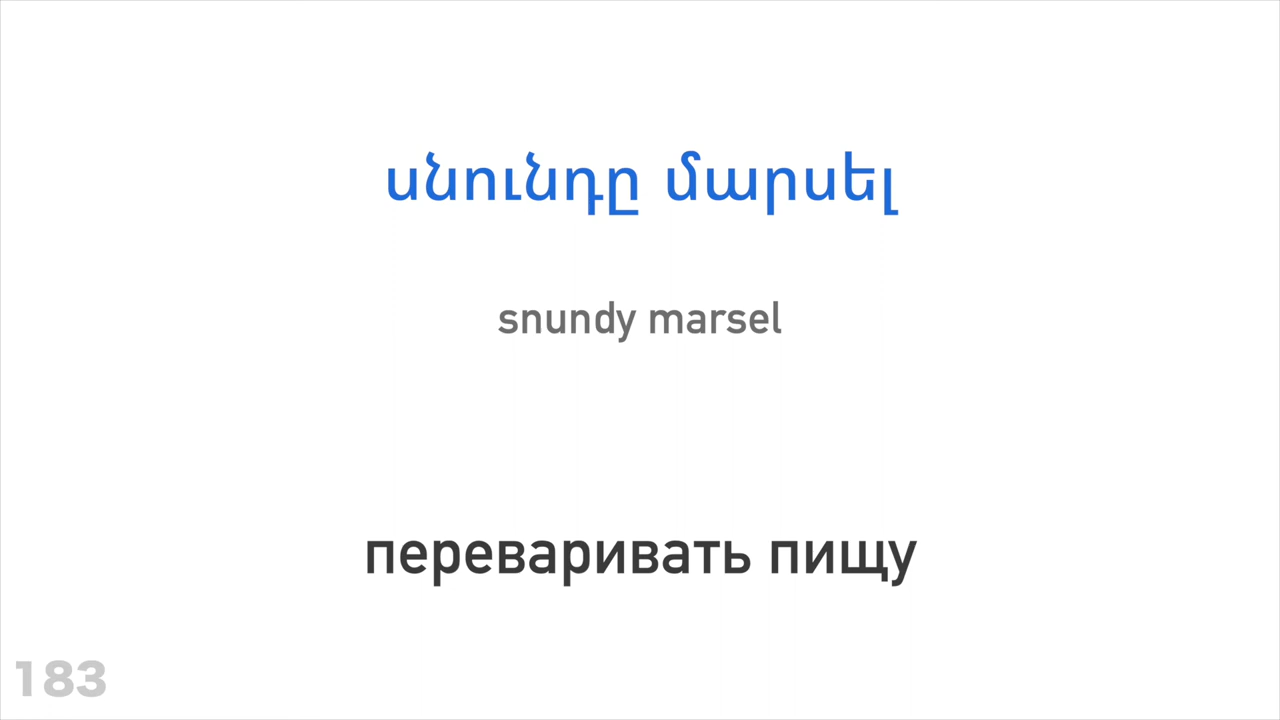 սնունդը մարսել
snundy marsel
переваривать пищу
183